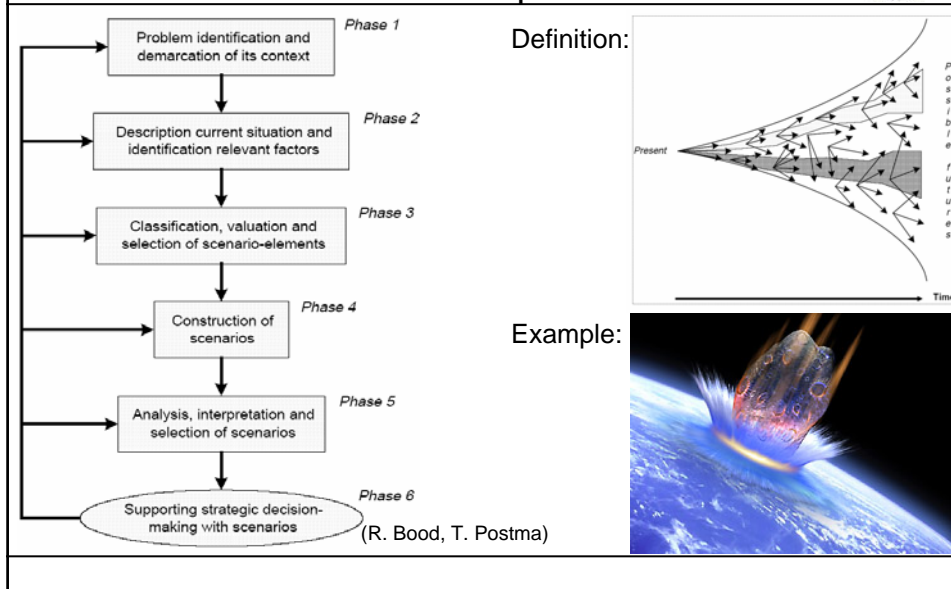 Phase 1
Problem identification and
demarcation of its context
Phase 2
Description current situation and
identification relevant factors
Phase 3
Classification, valuation and
selection of scenario-elements
Phase 4
Construction of
scenarios
Phase 5
Analysis, interpretation and
selection of scenarios
Phase 6
Supporting strategic decision-
making with scenarios
(R. Bood, T. Postma)
Definition:
Present
Possible futures
Time
Example: